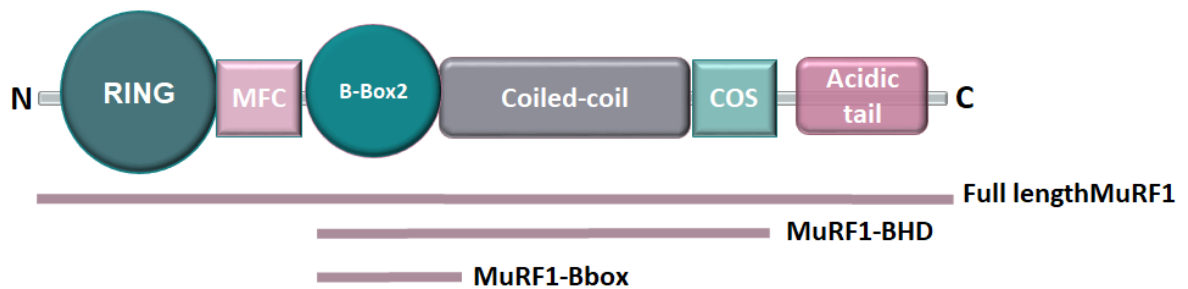 N RING MFC B-Box2 Coiled-coil COS Acidic tail C
Full lengthMuRF1
MuRF1-BHD
MuRF1-Bbox